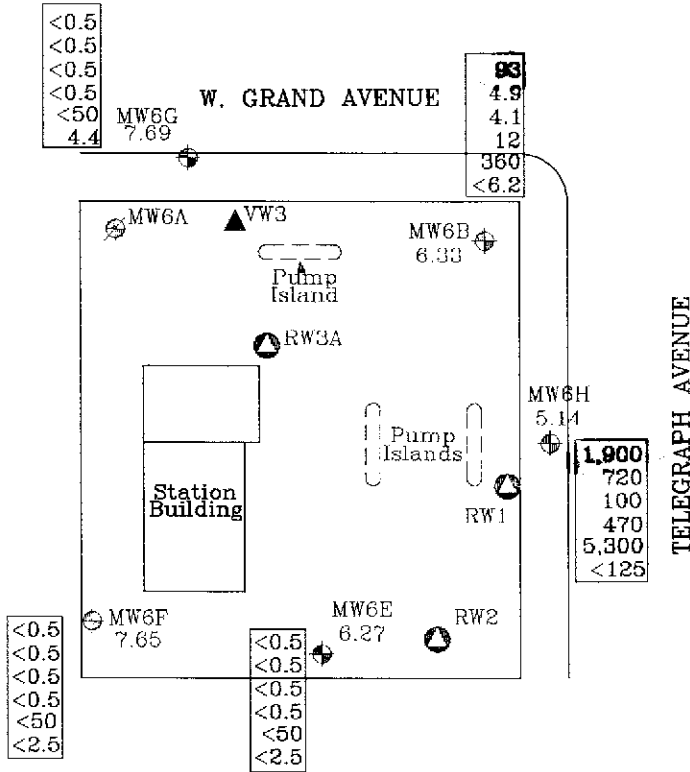 <0.5
<0.5
<0.5
<0.5
<50
4.4
W. GRAND AVENUE
93
4.9
4.1
12
360
<6.2
MW6G
7.69
MW6A
VW3
MW6B
6.33
Pump
Island
RW3A
TELEGRAPH AVENUE
MW6H
5.14
Pump
Islands
1,900
720
100
470
5,300
<125
Station
Building
RW1
MW6F
7.65
<0.5
<0.5
<0.5
<0.5
<50
<2.5
MW6E
6.27
<0.5
<0.5
<0.5
<0.5
<50
<2.5
RW2